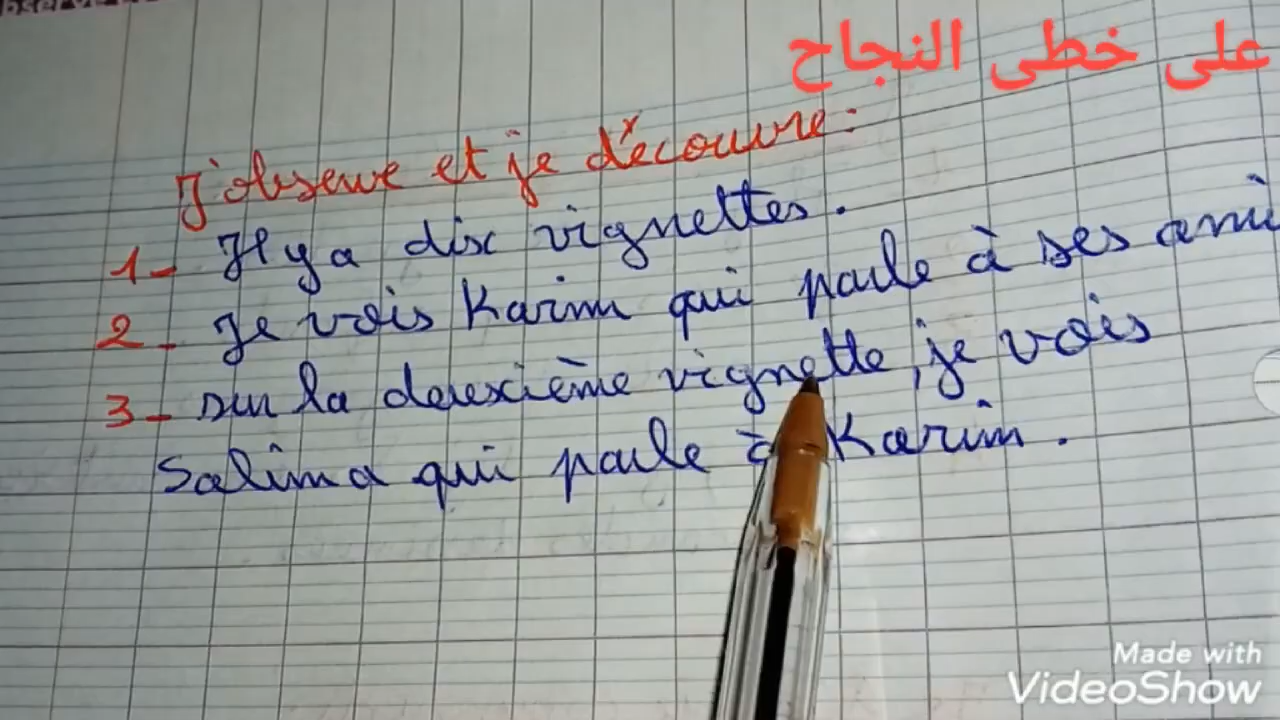 على خطى النجاح
J'observe et je découvre :
1- Il y a dix vignettes.
2- Je vois Karim qui parle à ses ami
3- sur la deuxième vignette, je vois
Salima qui parle à Karim.
Made with
VideoShow